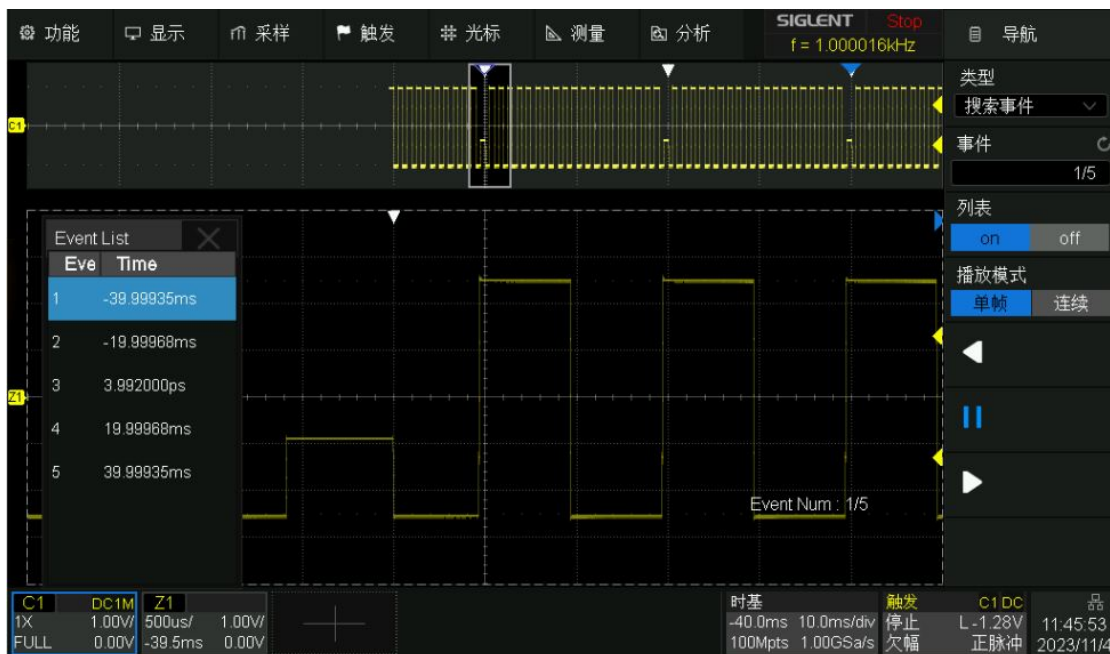 功能
显示
采样
触发
光标
测量
分析
SIGLENT Stop
f = 1.000016kHz
导航
C1
类型
搜索事件
事件
1/5
列表
on off
播放模式
单帧 连续
Event List
Eve Time
1 -39.99935ms
2 -19.99968ms
3 3.992000ps
4 19.99968ms
5 39.99935ms
Z1
Event Num : 1/5
C1 DC1M
1X 1.00V/
FULL 0.00V
Z1
500us/ 1.00V/
-39.5ms 0.00V
时基
-40.0ms 10.0ms/div
100Mpts 1.00GSa/s
触发 C1 DC
停止 L -1.28V
欠幅 正脉冲
11:45:53
2023/11/4